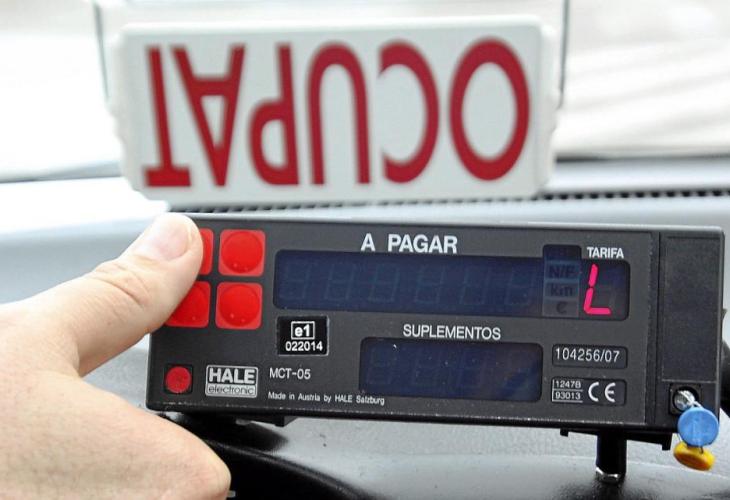 OCUPAT
A PAGAR
TARIFA
N/F
km
€
L
SUPLEMENTOS
e1
022014
104256/07
HALE
electronic
MCT-05
1247B
93013
CE
Made in Austria by HALE Salzburg